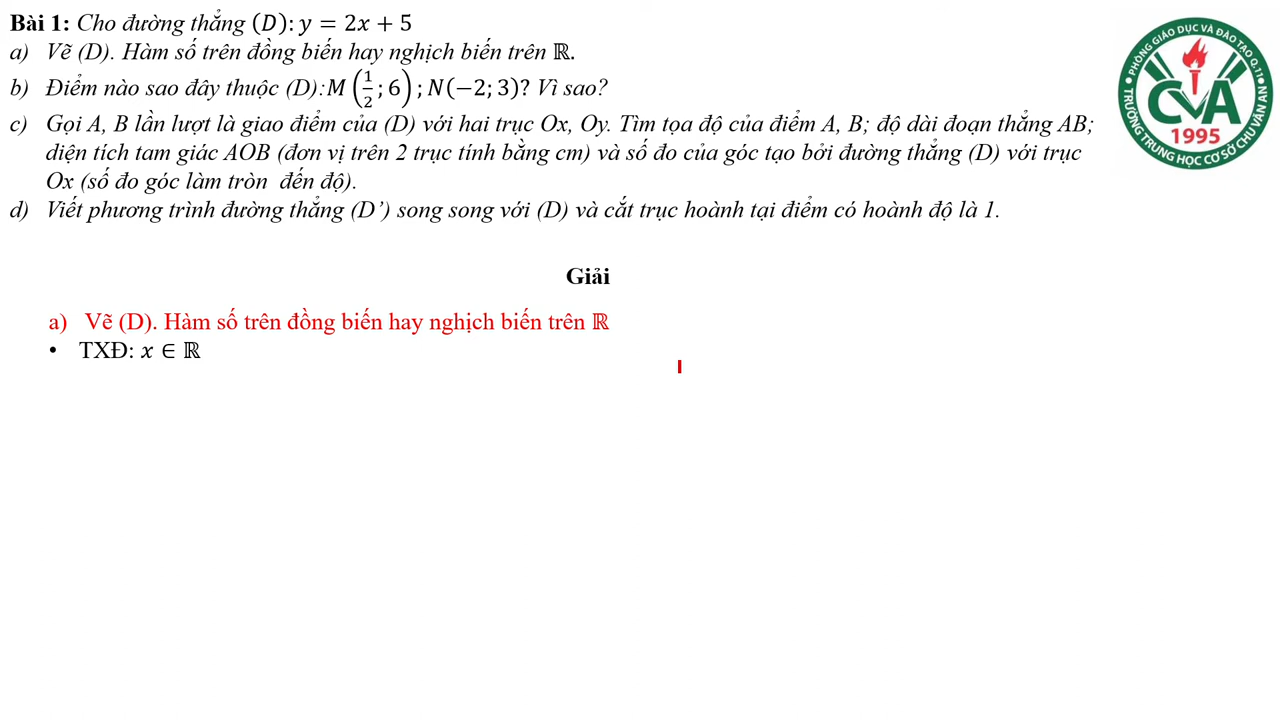 Bài 1: Cho đường thẳng (D): y = 2x + 5
a) Vẽ (D). Hàm số trên đồng biến hay nghịch biến trên ℝ.
b) Điểm nào sao đây thuộc (D): M (1/2 ; 6) ; N(−2; 3)? Vì sao?
c) Gọi A, B lần lượt là giao điểm của (D) với hai trục Ox, Oy. Tìm tọa độ của điểm A, B; độ dài đoạn thẳng AB;
diện tích tam giác AOB (đơn vị trên 2 trục tính bằng cm) và số đo của góc tạo bởi đường thẳng (D) với trục
Ox (số đo góc làm tròn đến độ).
d) Viết phương trình đường thẳng (D’) song song với (D) và cắt trục hoành tại điểm có hoành độ là 1.
PHÒNG GIÁO DỤC VÀ ĐÀO TẠO Q.11
CVA
1995
TRƯỜNG TRUNG HỌC CƠ SỞ CHU VĂN AN
Giải
a) Vẽ (D). Hàm số trên đồng biến hay nghịch biến trên ℝ
• TXĐ: x ∈ ℝ